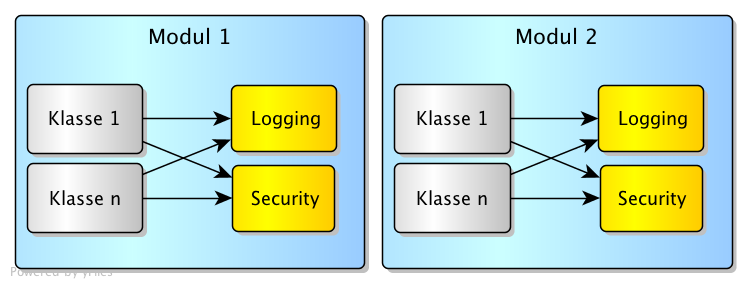 Modul 1
Klasse 1
Logging
Klasse n
Security
Modul 2
Klasse 1
Logging
Klasse n
Security
Powered by yFiles